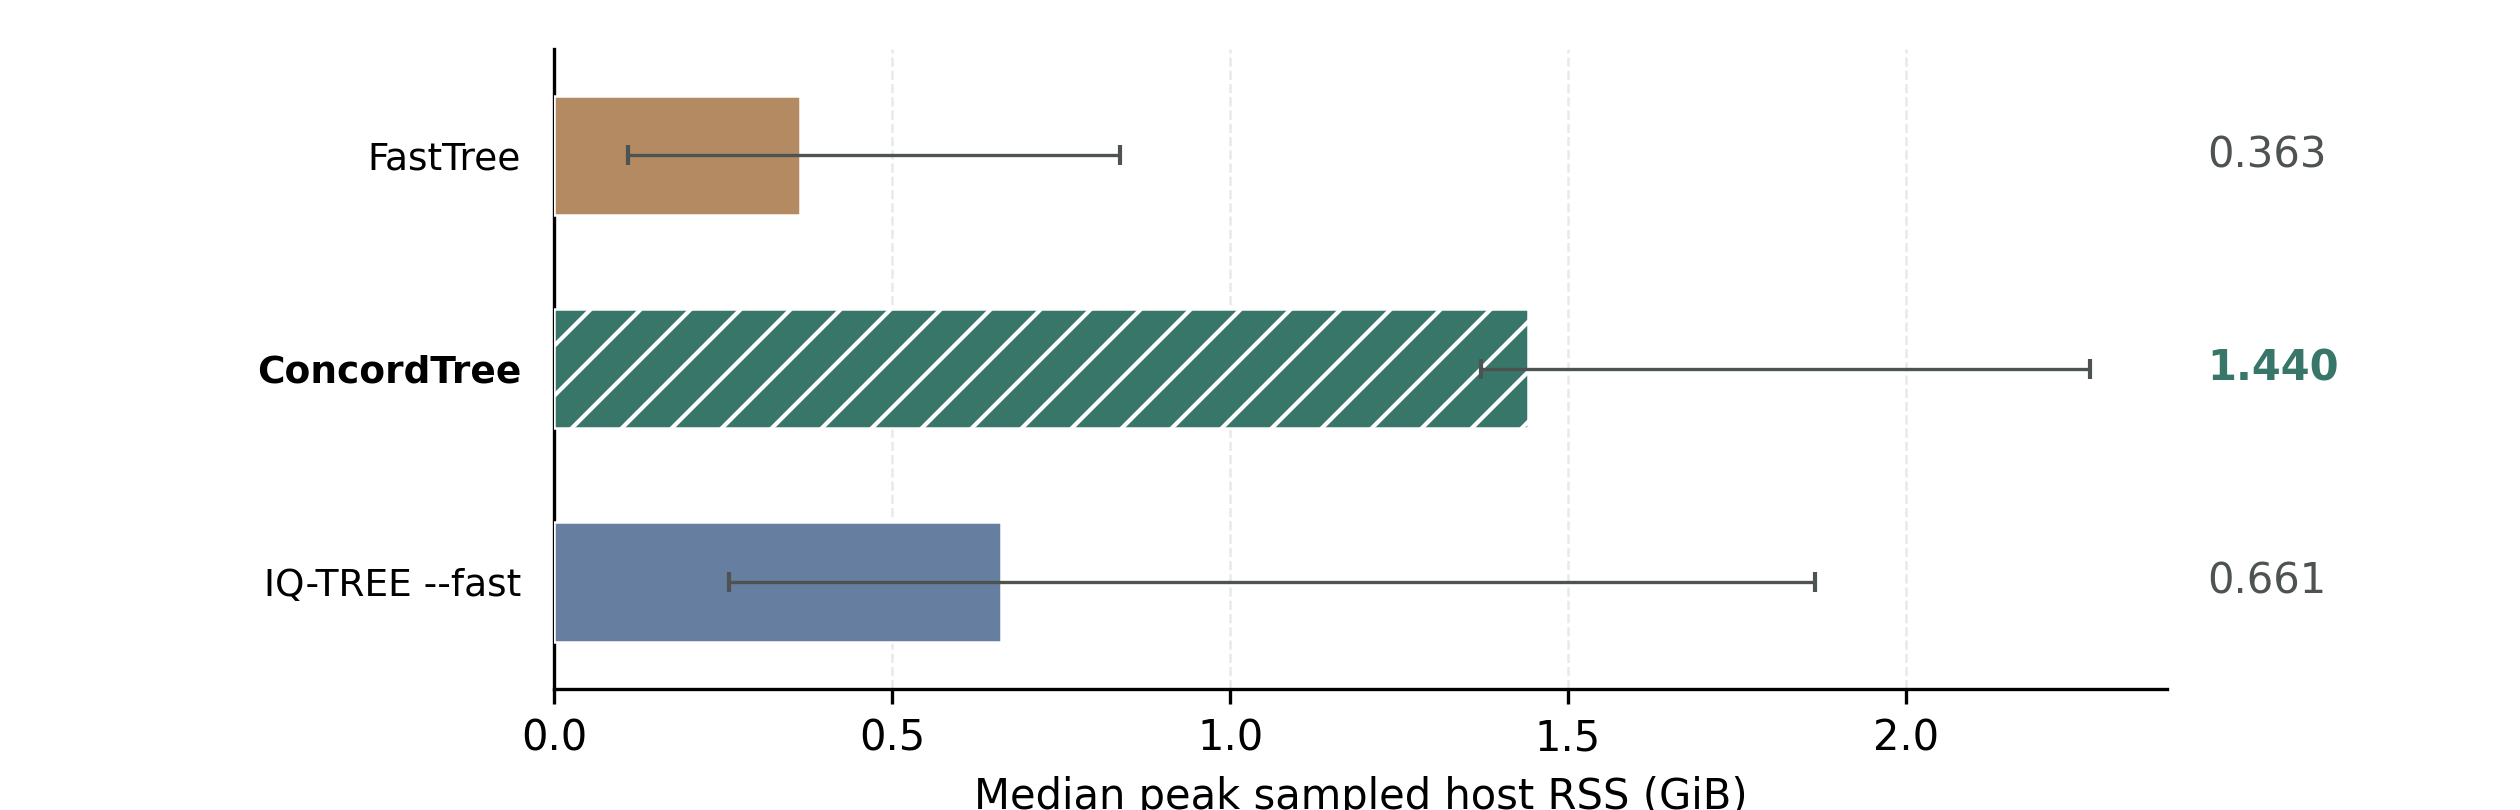 FastTree 0.363
ConcordTree 1.440
IQ-TREE --fast 0.661
0.0 0.5 1.0 1.5 2.0
Median peak sampled host RSS (GiB)